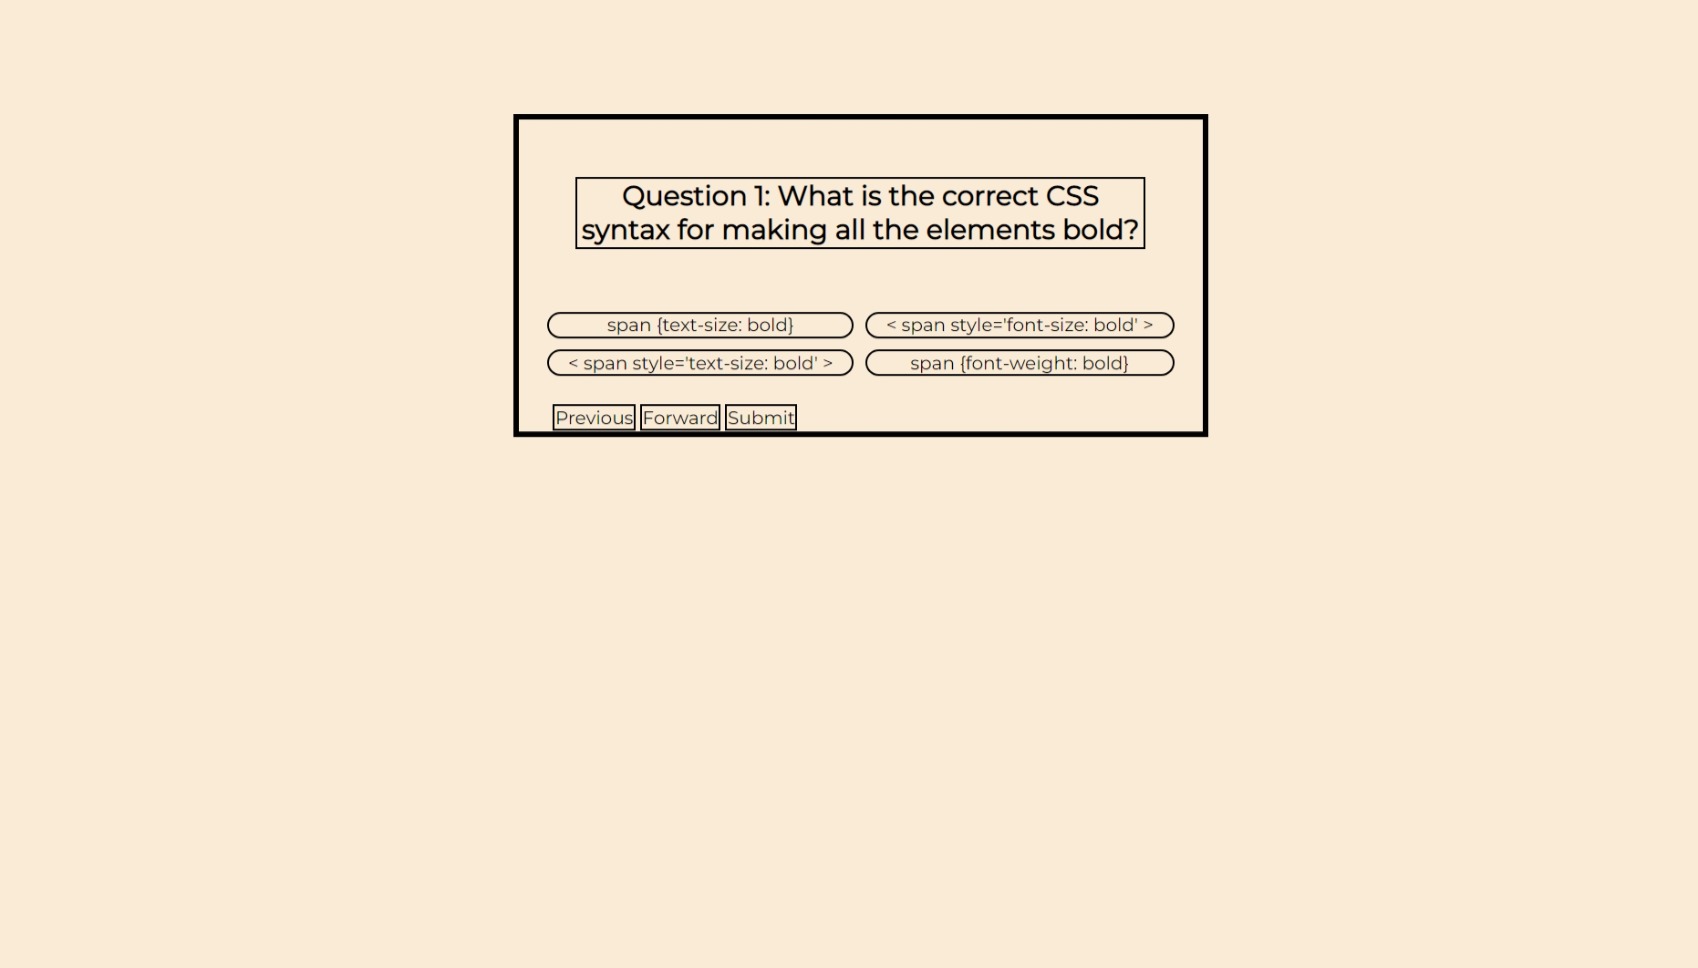 Question 1: What is the correct CSS
syntax for making all the elements bold?
span {text-size: bold}
< span style='font-size: bold' >
< span style='text-size: bold' >
span {font-weight: bold}
Previous Forward Submit